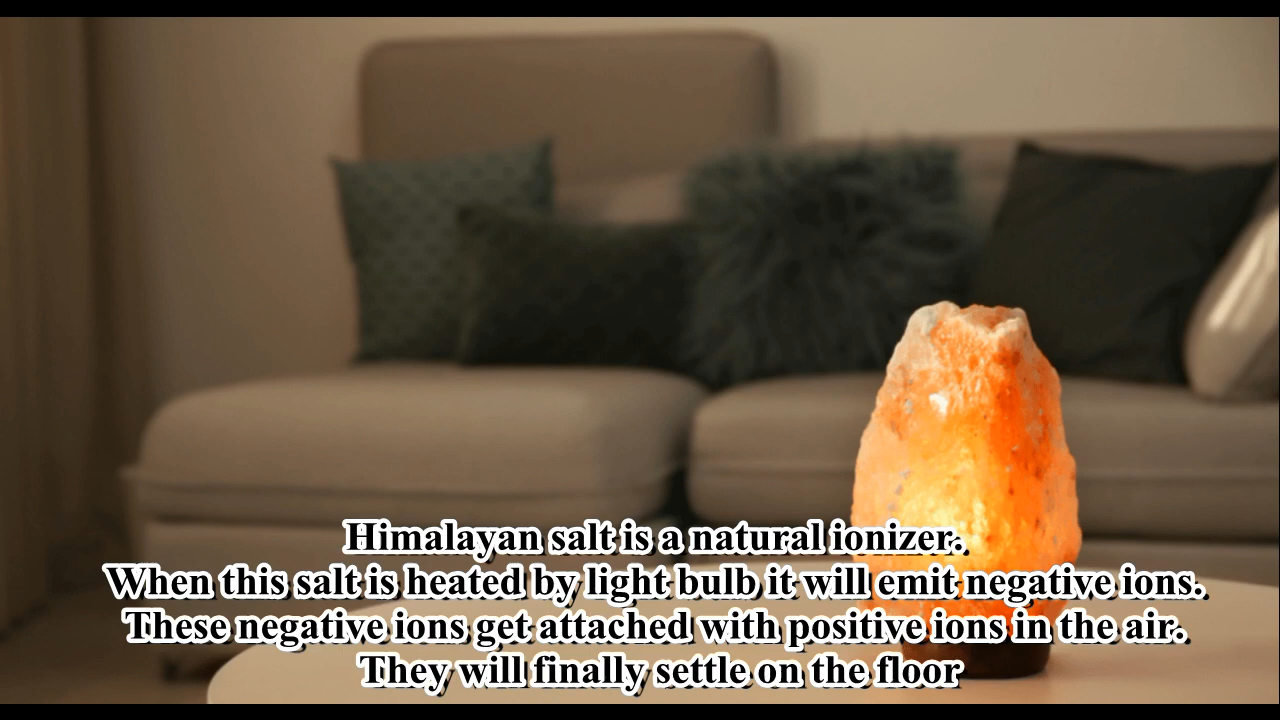 Himalayan salt is a natural ionizer.
When this salt is heated by light bulb it will emit negative ions.
These negative ions get attached with positive ions in the air.
They will finally settle on the floor